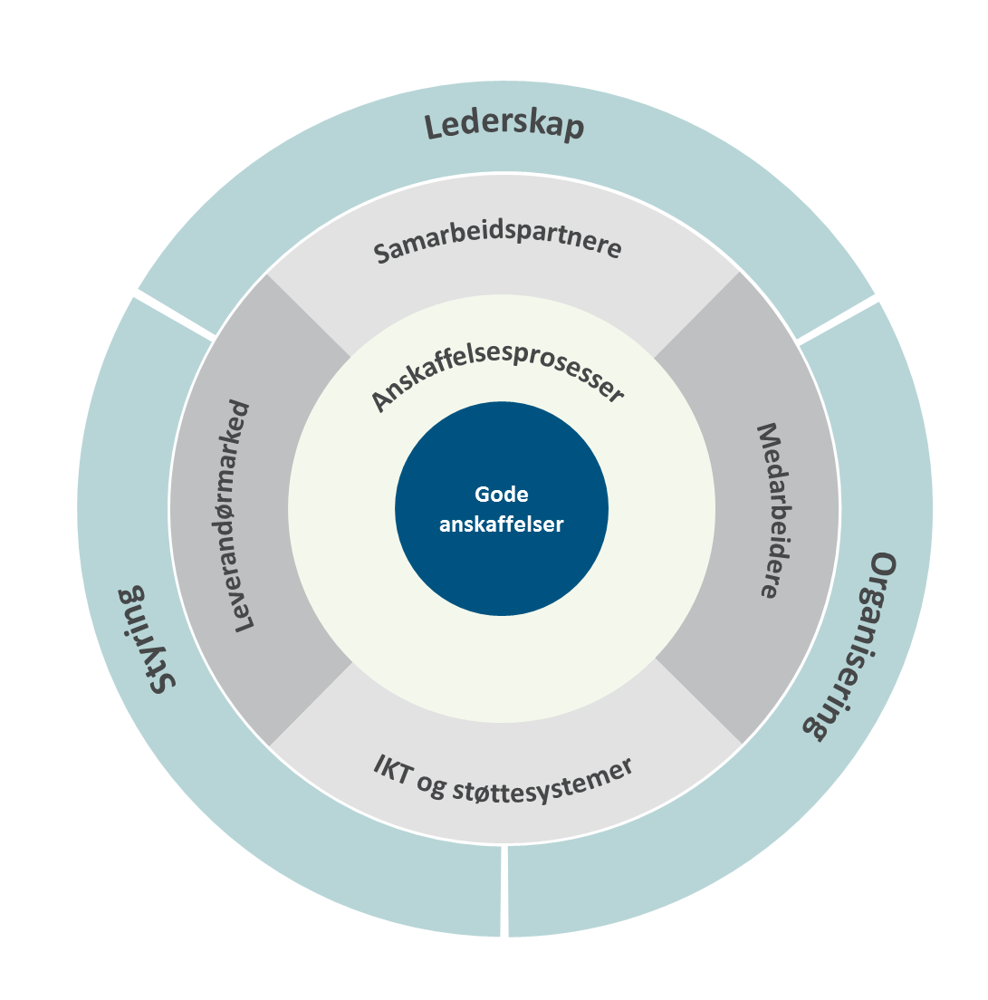 Lederskap
Samarbeidspartnere
Anskaffelsesprosesser
Leverandørmarked
Medarbeidere
Gode
anskaffelser
Styring
Organisering
IKT og støttesystemer